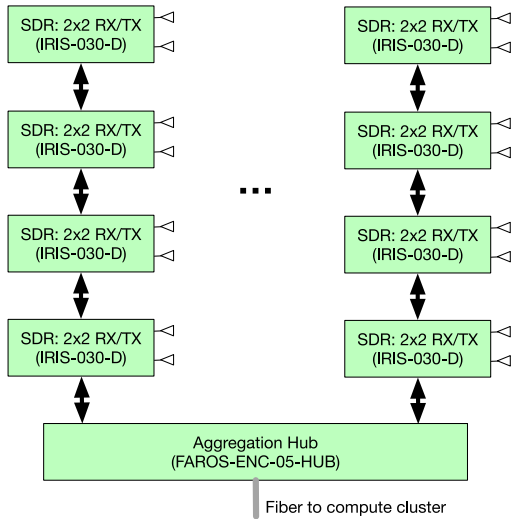 SDR: 2x2 RX/TX
(IRIS-030-D)
SDR: 2x2 RX/TX
(IRIS-030-D)
SDR: 2x2 RX/TX
(IRIS-030-D)
SDR: 2x2 RX/TX
(IRIS-030-D)
...
SDR: 2x2 RX/TX
(IRIS-030-D)
SDR: 2x2 RX/TX
(IRIS-030-D)
SDR: 2x2 RX/TX
(IRIS-030-D)
SDR: 2x2 RX/TX
(IRIS-030-D)
Aggregation Hub
(FAROS-ENC-05-HUB)
Fiber to compute cluster